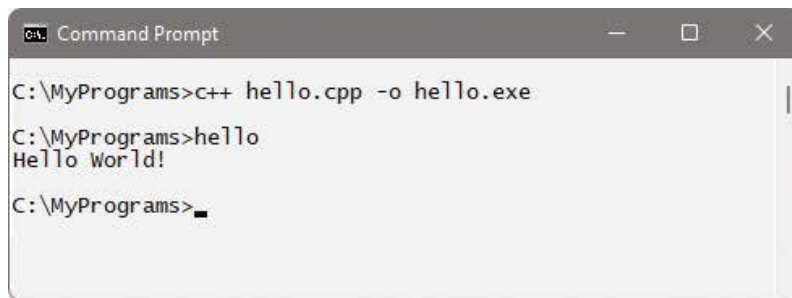 Command Prompt
C:\MyPrograms>c++ hello.cpp -o hello.exe
C:\MyPrograms>hello
Hello World!
C:\MyPrograms>